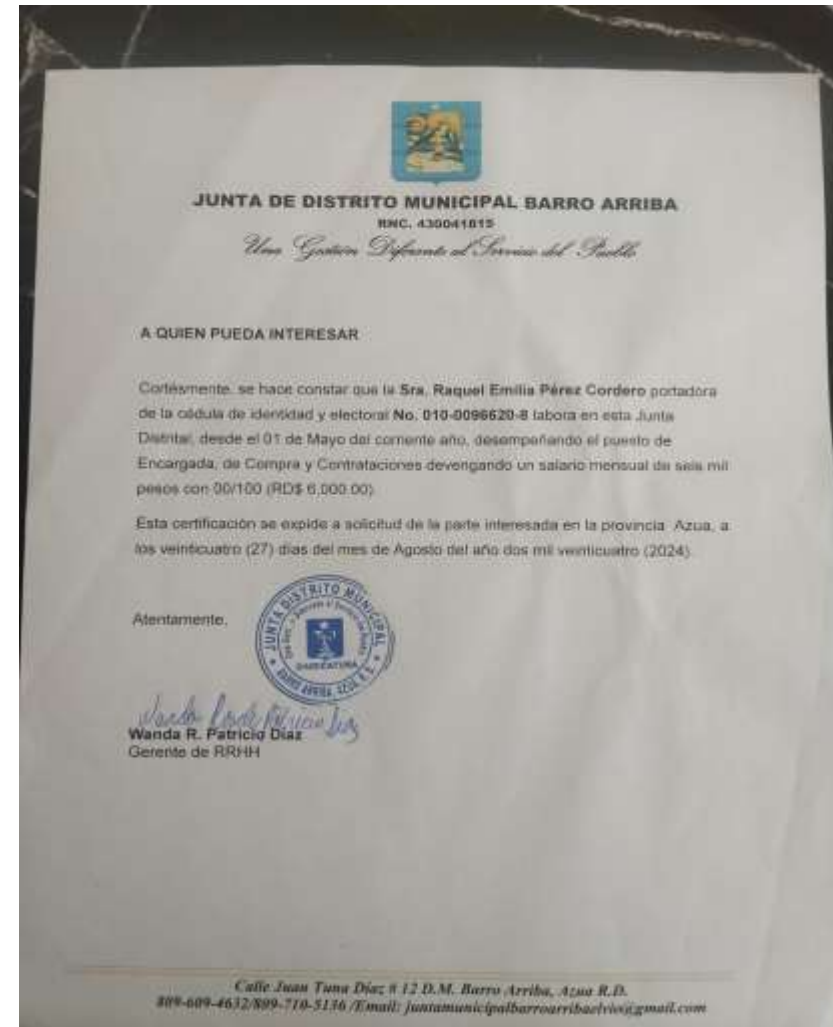 JUNTA DE DISTRITO MUNICIPAL BARRO ARRIBA
RNC. 430041815
Una Gestión Diferente al Servicio del Pueblo
A QUIEN PUEDA INTERESAR
Cortésmente, se hace constar que la Sra. Raquel Emilia Pérez Cordero portadora
de la cédula de identidad y electoral No. 010-0096620-8 labora en esta Junta
Distrital, desde el 01 de Mayo del corriente año, desempeñando el puesto de
Encargada, de Compra y Contrataciones devengando un salario mensual de seis mil
pesos con 00/100 (RD$ 6,000.00)
Esta certificación se expide a solicitud de la parte interesada en la provincia Azua, a
los veinticuatro (27) días del mes de Agosto del año dos mil veinticuatro (2024)
Atentamente,
JUNTA DISTRITO MUNICIPAL
BARRO ARRIBA, AZUA, R.D.
Wanda R. Patricio Díaz
Gerente de RRHH
Calle Juan Tuna Díaz # 12 D.M. Barro Arriba, Azua R.D.
809-609-4632/809-710-5136 /Email: juntamunicipalbarroarribaelvio@gmail.com